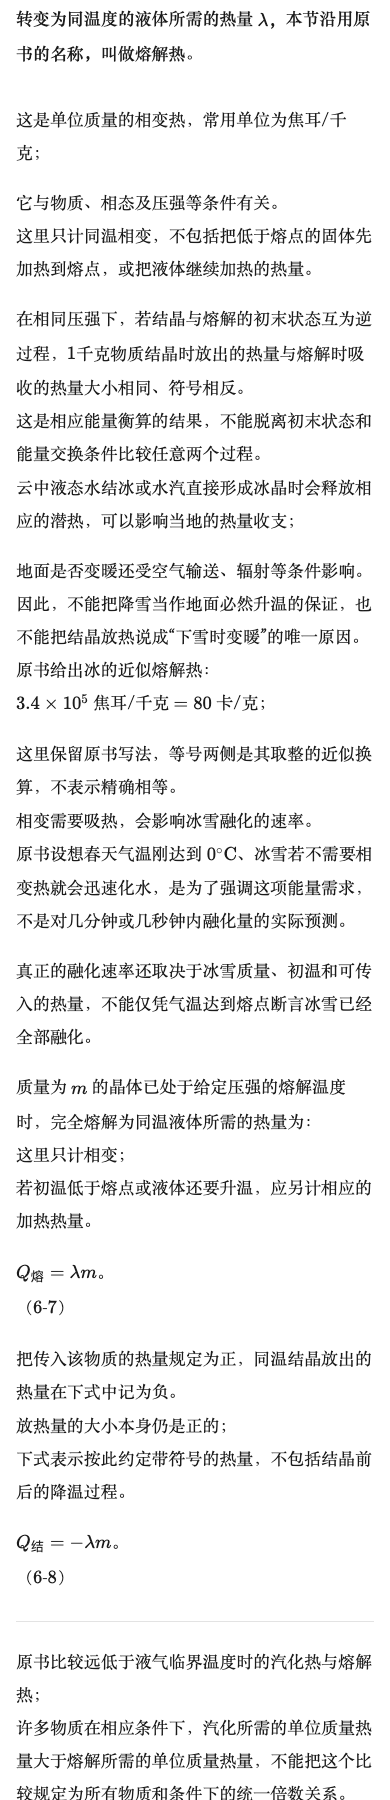 转变为同温度的液体所需的热量 λ，本节沿用原
书的名称，叫做熔解热。
这是单位质量的相变热，常用单位为焦耳/千
克；
它与物质、相态及压强等条件有关。
这里只计同温相变，不包括把低于熔点的固体先
加热到熔点，或把液体继续加热的热量。
在相同压强下，若结晶与熔解的初末状态互为逆
过程，1千克物质结晶时放出的热量与熔解时吸
收的热量大小相同、符号相反。
这是相应能量衡算的结果，不能脱离初末状态和
能量交换条件比较任意两个过程。
云中液态水结冰或水汽直接形成冰晶时会释放相
应的潜热，可以影响当地的热量收支；
地面是否变暖还受空气输送、辐射等条件影响。
因此，不能把降雪当作地面必然升温的保证，也
不能把结晶放热说成“下雪时变暖”的唯一原因。
原书给出冰的近似熔解热：
3.4 × 10⁵ 焦耳/千克 = 80 卡/克；
这里保留原书写法，等号两侧是其取整的近似换
算，不表示精确相等。
相变需要吸热，会影响冰雪融化的速率。
原书设想春天气温刚达到 0°C、冰雪若不需要相
变热就会迅速化水，是为了强调这项能量需求，
不是对几分钟或几秒钟内融化量的实际预测。
真正的融化速率还取决于冰雪质量、初温和可传
入的热量，不能仅凭气温达到熔点断言冰雪已经
全部融化。
质量为 m 的晶体已处于给定压强的熔解温度
时，完全熔解为同温液体所需的热量为：
这里只计相变；
若初温低于熔点或液体还要升温，应另计相应的
加热热量。
Q熔 = λm。
（6-7）
把传入该物质的热量规定为正，同温结晶放出的
热量在下式中记为负。
放热量的大小本身仍是正的；
下式表示按此约定带符号的热量，不包括结晶前
后的降温过程。
Q结 = −λm。
（6-8）
原书比较远低于液气临界温度时的汽化热与熔解
热；
许多物质在相应条件下，汽化所需的单位质量热
量大于熔解所需的单位质量热量，不能把这个比
较规定为所有物质和条件下的统一倍数关系。